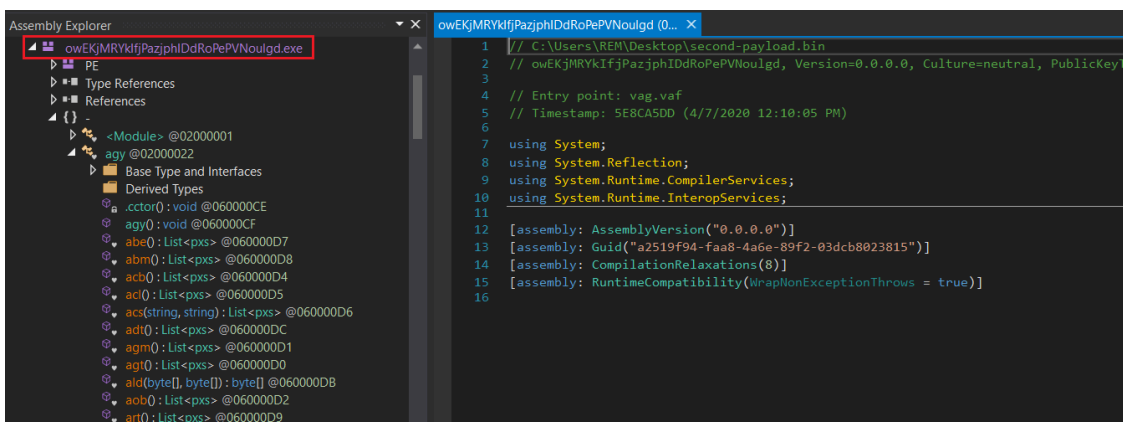 Assembly Explorer
owEKjMRYkIfjPazjphIDdRoPePVNoulgd.exe
PE
Type References
References
{ } -
<Module> @02000001
agy @02000022
Base Type and Interfaces
Derived Types
.cctor() : void @060000CE
agy() : void @060000CF
abe() : List<pxs> @060000D7
abm() : List<pxs> @060000D8
acb() : List<pxs> @060000D4
acl() : List<pxs> @060000D5
acs(string, string) : List<pxs> @060000D6
adt() : List<pxs> @060000DC
agm() : List<pxs> @060000D1
agt() : List<pxs> @060000D0
ald(byte[], byte[]) : byte[] @060000DB
aob() : List<pxs> @060000D2
art() : List<pxs> @060000D9
owEKjMRYkIfjPazjphIDdRoPePVNoulgd (0... X
1 // C:\Users\REM\Desktop\second-payload.bin
2 // owEKjMRYkIfjPazjphIDdRoPePVNoulgd, Version=0.0.0.0, Culture=neutral, PublicKeyT
3
4 // Entry point: vag.vaf
5 // Timestamp: 5E8CA5DD (4/7/2020 12:10:05 PM)
6
7 using System;
8 using System.Reflection;
9 using System.Runtime.CompilerServices;
10 using System.Runtime.InteropServices;
11
12 [assembly: AssemblyVersion("0.0.0.0")]
13 [assembly: Guid("a2519f94-faa8-4a6e-89f2-03dcb8023815")]
14 [assembly: CompilationRelaxations(8)]
15 [assembly: RuntimeCompatibility(WrapNonExceptionThrows = true)]
16